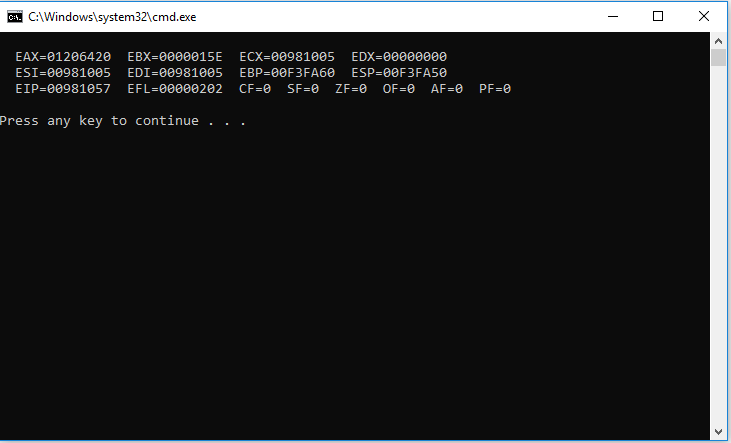 C:\Windows\system32\cmd.exe
EAX=01206420 EBX=0000015E ECX=00981005 EDX=00000000
ESI=00981005 EDI=00981005 EBP=00F3FA60 ESP=00F3FA50
EIP=00981057 EFL=00000202 CF=0 SF=0 ZF=0 OF=0 AF=0 PF=0
Press any key to continue . . .